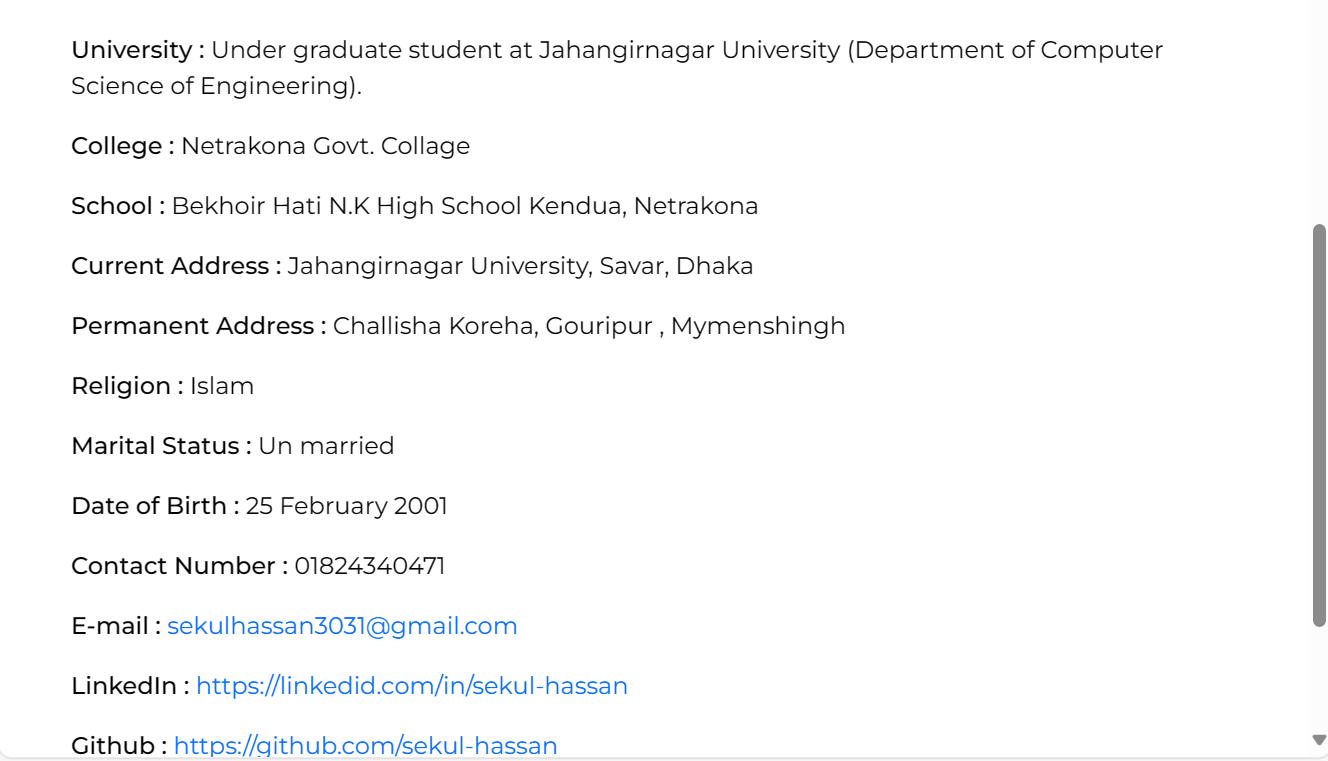 University : Under graduate student at Jahangirnagar University (Department of Computer
Science of Engineering).
College : Netrakona Govt. Collage
School : Bekhoir Hati N.K High School Kendua, Netrakona
Current Address : Jahangirnagar University, Savar, Dhaka
Permanent Address : Challisha Koreha, Gouripur , Mymenshingh
Religion : Islam
Marital Status : Un married
Date of Birth : 25 February 2001
Contact Number : 01824340471
E-mail : sekulhassan3031@gmail.com
LinkedIn : https://linkedid.com/in/sekul-hassan
Github : https://github.com/sekul-hassan